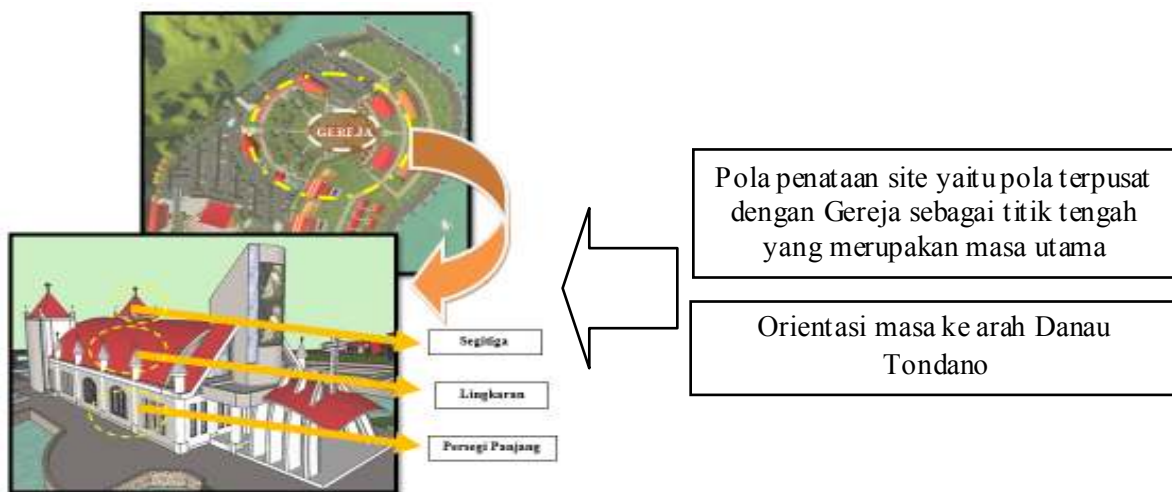 GEREJA
Segitiga
Lingkaran
Persegi Panjang
Pola penataan site yaitu pola terpusat
dengan Gereja sebagai titik tengah
yang merupakan masa utama
Orientasi masa ke arah Danau
Tondano